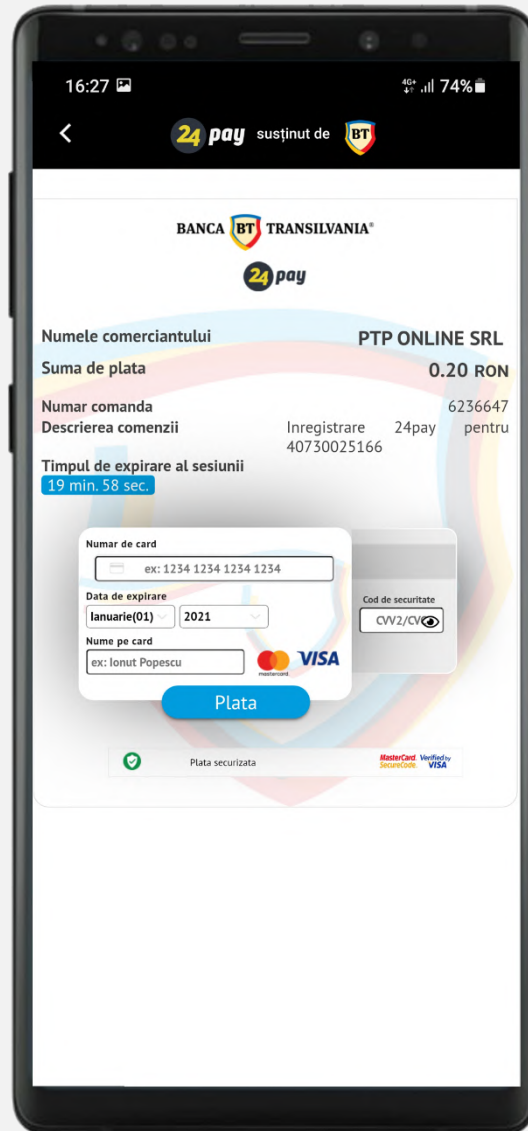 16:27 4G+ 74%
24 pay susținut de BT
BANCA BT TRANSILVANIA®
24 pay
Numele comerciantului PTP ONLINE SRL
Suma de plata 0.20 RON
Numar comanda 6236647
Descrierea comenzii Inregistrare 24pay pentru
40730025166
Timpul de expirare al sesiunii
19 min. 58 sec.
Numar de card
ex: 1234 1234 1234 1234
Data de expirare
Ianuarie(01) 2021
Cod de securitate
CVV2/CV
Nume pe card
ex: Ionut Popescu
mastercard VISA
Plata
Plata securizata
MasterCard. SecureCode.
Verified by VISA